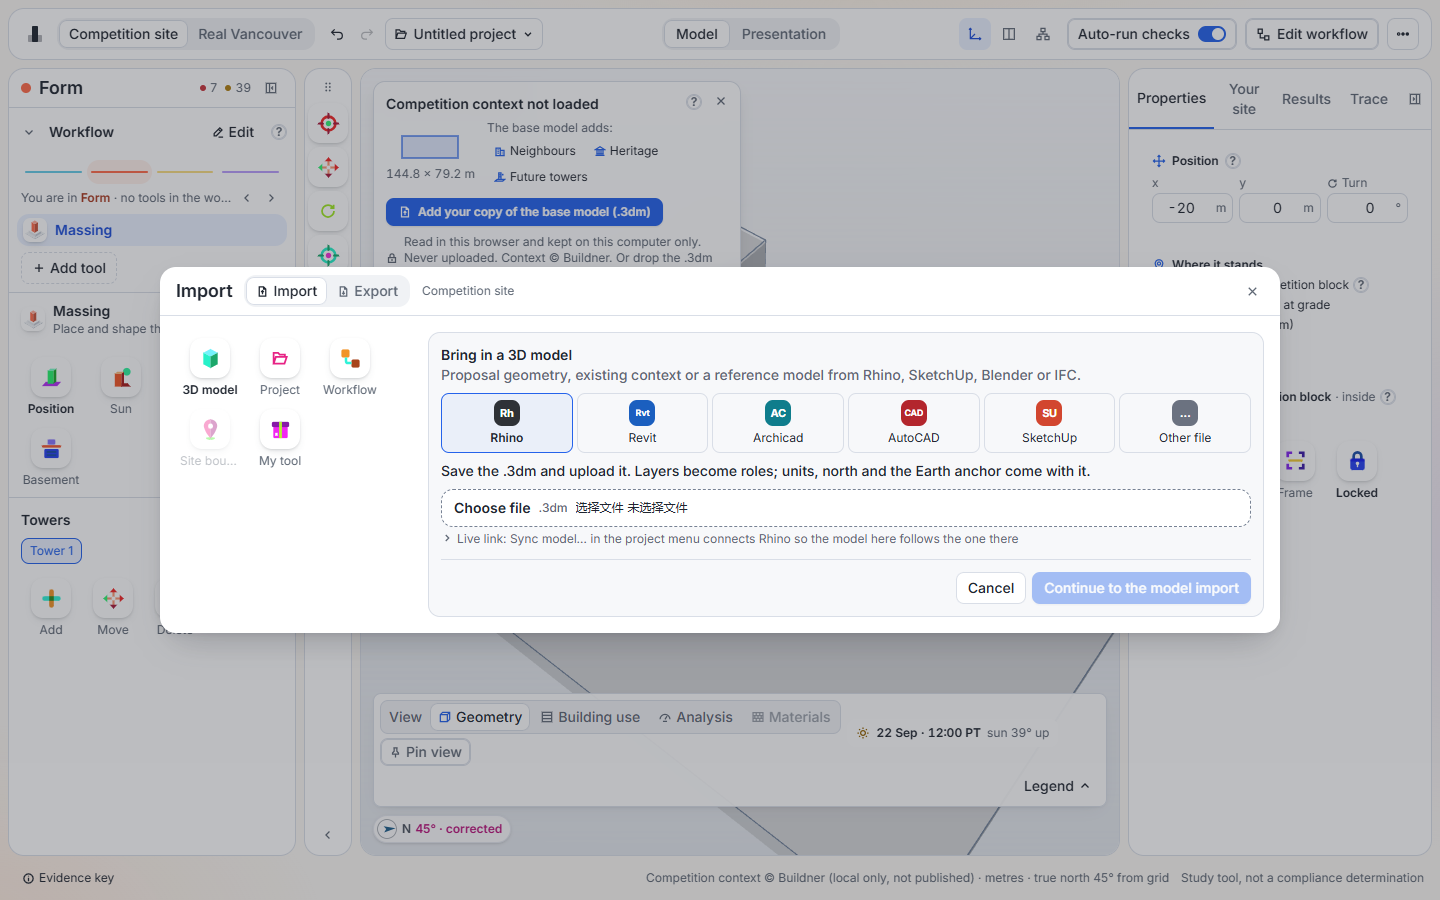 Competition site
Real Vancouver
Untitled project
Model
Presentation
Auto-run checks
Edit workflow
Form
7
39
Workflow
Edit
?
You are in Form · no tools in the wo...
Massing
+ Add tool
Massing
Place and shape th
Position
Sun
Basement
Towers
Tower 1
Add
Move
Competition context not loaded
?
The base model adds:
Neighbours
Heritage
144.8 × 79.2 m
Future towers
Add your copy of the base model (.3dm)
Read in this browser and kept on this computer only.
Never uploaded. Context © Buildner. Or drop the .3dm
Properties
Your site
Results
Trace
Position ?
x
y
Turn
-20 m
0 m
0 °
Where it stands
etition block ?
at grade
m)
on block · inside ?
Frame
Locked
Import
Import
Export
Competition site
3D model
Project
Workflow
Site bou...
My tool
Bring in a 3D model
Proposal geometry, existing context or a reference model from Rhino, SketchUp, Blender or IFC.
Rh
Rhino
Rvt
Revit
AC
Archicad
CAD
AutoCAD
SU
SketchUp
...
Other file
Save the .3dm and upload it. Layers become roles; units, north and the Earth anchor come with it.
Choose file .3dm 选择文件 未选择文件
Live link: Sync model... in the project menu connects Rhino so the model here follows the one there
Cancel
Continue to the model import
View
Geometry
Building use
Analysis
Materials
22 Sep · 12:00 PT sun 39° up
Pin view
Legend
N 45° · corrected
Evidence key
Competition context © Buildner (local only, not published) · metres · true north 45° from grid
Study tool, not a compliance determination